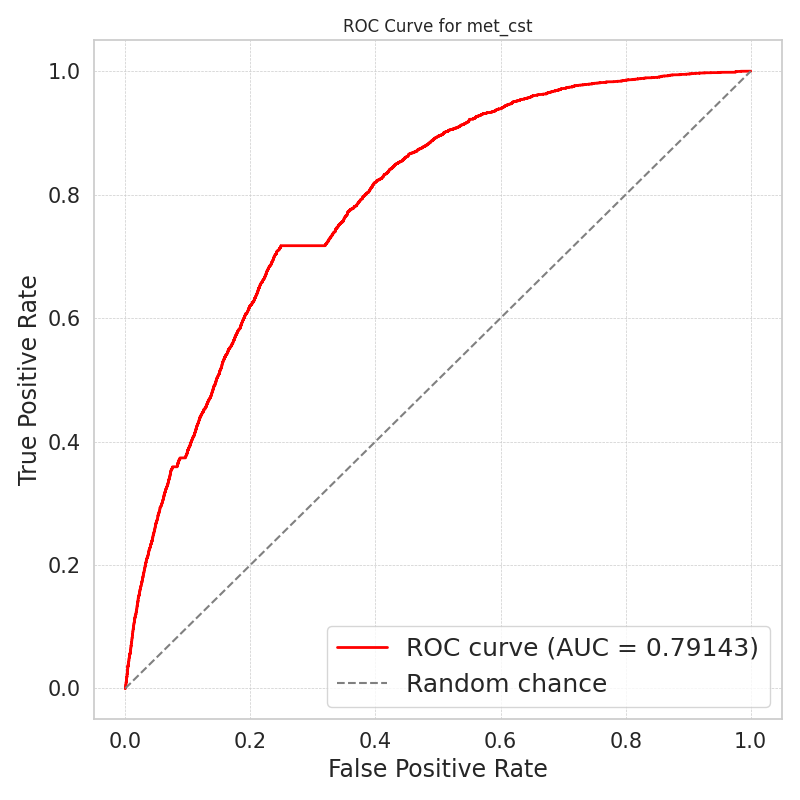 ROC Curve for met_cst
True Positive Rate
1.0
0.8
0.6
0.4
0.2
0.0
ROC curve (AUC = 0.79143)
Random chance
0.0 0.2 0.4 0.6 0.8 1.0
False Positive Rate